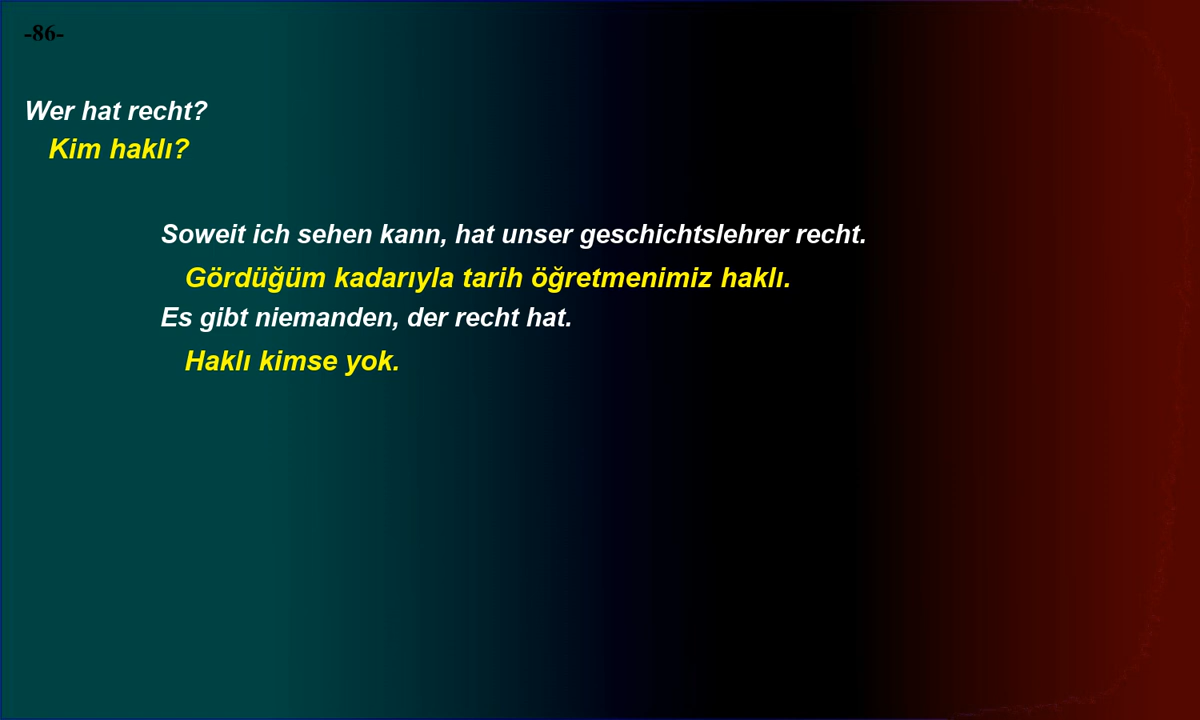 -86-
Wer hat recht?
Kim haklı?
Soweit ich sehen kann, hat unser geschichtslehrer recht.
Gördüğüm kadarıyla tarih öğretmenimiz haklı.
Es gibt niemanden, der recht hat.
Haklı kimse yok.